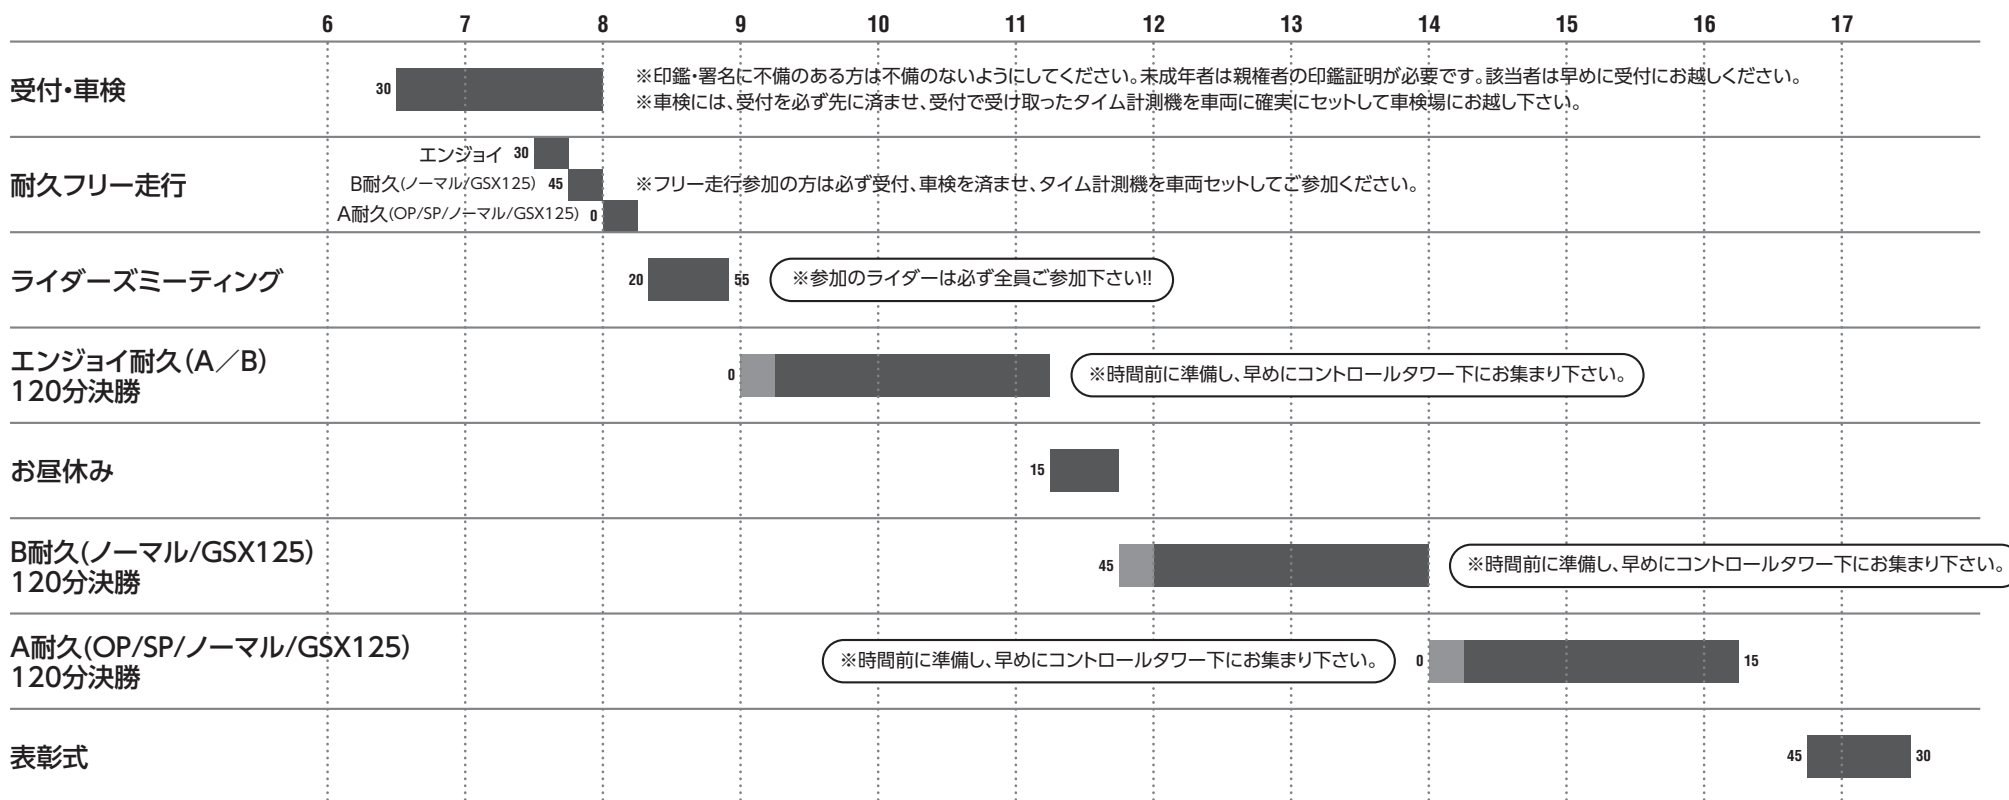 6 7 8 9 10 11 12 13 14 15 16 17
受付・車検
30
※印鑑・署名に不備のある方は不備のないようにしてください。未成年者は親権者の印鑑証明が必要です。該当者は早めに受付にお越しください。
※車検には、受付を必ず先に済ませ、受付で受け取ったタイム計測機を車両に確実にセットして車検場にお越し下さい。
耐久フリー走行
エンジョイ 30
B耐久(ノーマル/GSX125) 45
※フリー走行参加の方は必ず受付、車検を済ませ、タイム計測機を車両セットしてご参加ください。
A耐久(OP/SP/ノーマル/GSX125) 0
ライダーズミーティング
20 55
※参加のライダーは必ず全員ご参加下さい!!
エンジョイ耐久(A/B)
120分決勝
0
※時間前に準備し、早めにコントロールタワー下にお集まり下さい。
お昼休み
15
B耐久(ノーマル/GSX125)
120分決勝
45
※時間前に準備し、早めにコントロールタワー下にお集まり下さい。
A耐久(OP/SP/ノーマル/GSX125)
120分決勝
※時間前に準備し、早めにコントロールタワー下にお集まり下さい。
0 15
表彰式
45 30